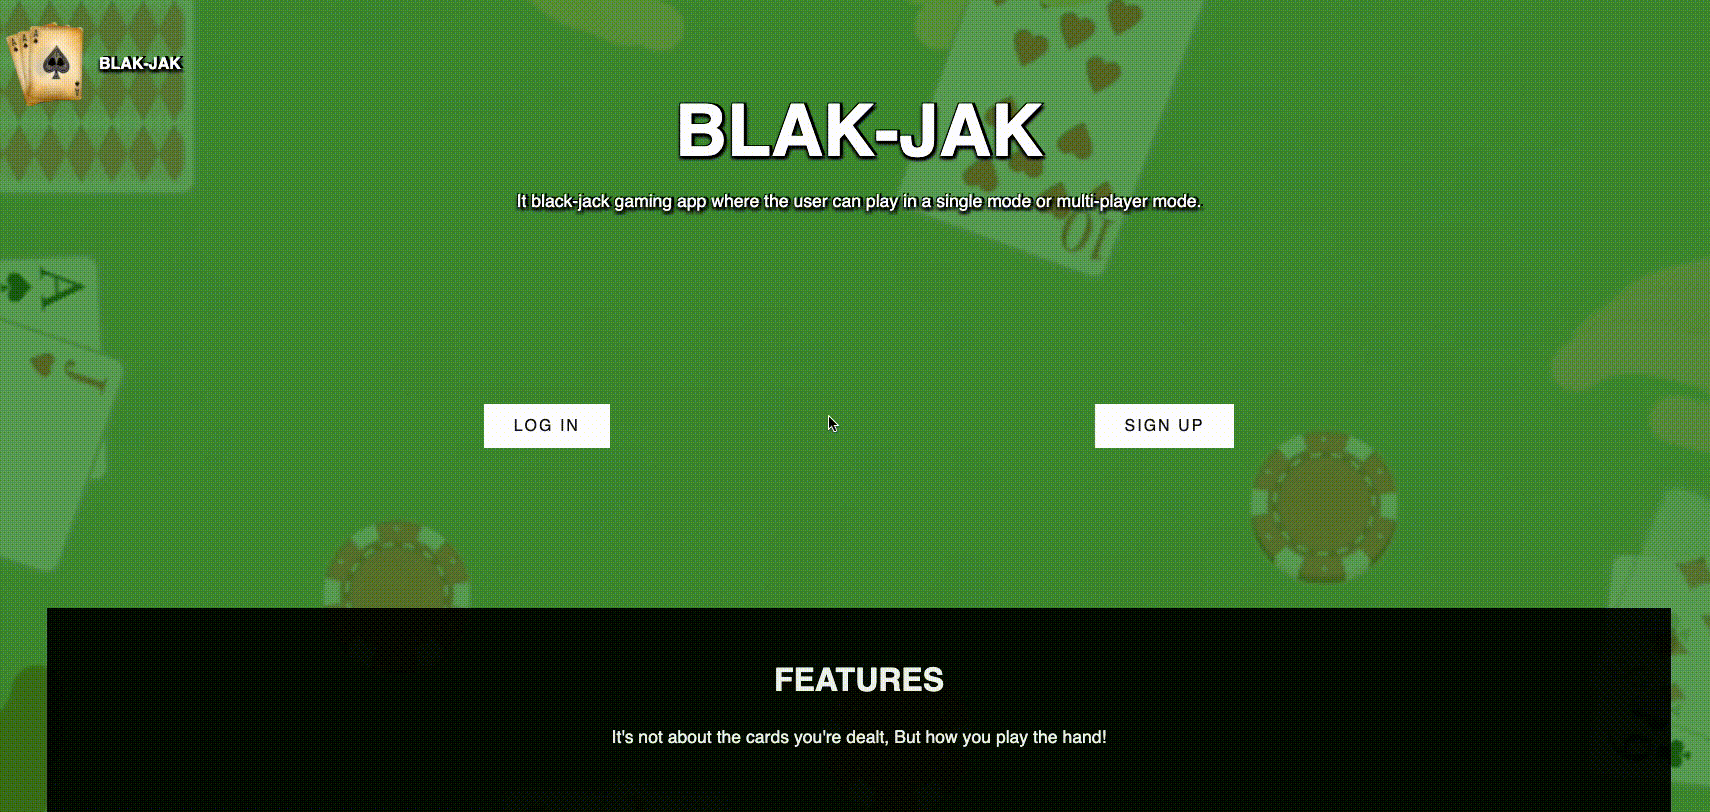 BLAK-JAK
BLAK-JAK
It black-jack gaming app where the user can play in a single mode or multi-player mode.
10
A
J
LOG IN
SIGN UP
FEATURES
It's not about the cards you're dealt, But how you play the hand!